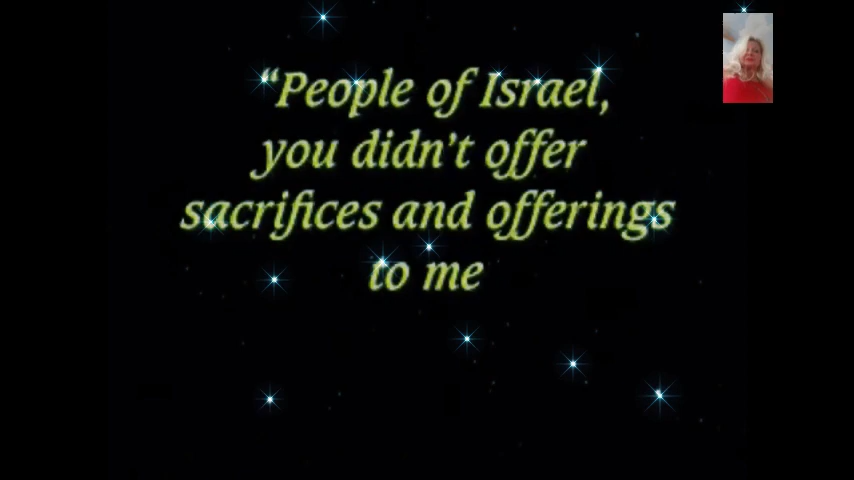 “People of Israel,
you didn’t offer
sacrifices and offerings
to me